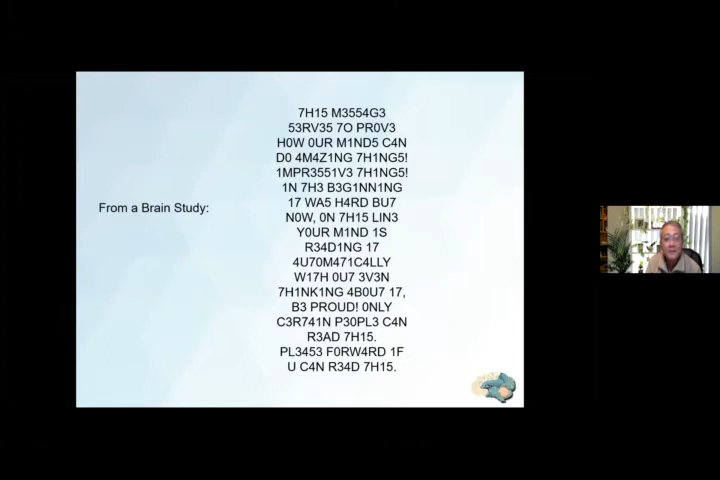 From a Brain Study:
7H15 M3554G3
53RV35 7O PR0V3
H0W 0UR M1ND5 C4N
D0 4M4Z1NG 7H1NG5!
1MPR3551V3 7H1NG5!
1N 7H3 B3G1NN1NG
17 WA5 H4RD BU7
N0W, 0N 7H15 LIN3
Y0UR M1ND 1S
R34D1NG 17
4U70M471C4LLY
W17H 0U7 3V3N
7H1NK1NG 4B0U7 17,
B3 PROUD! 0NLY
C3R741N P30PL3 C4N
R3AD 7H15.
PL3453 F0RW4RD 1F
U C4N R34D 7H15.